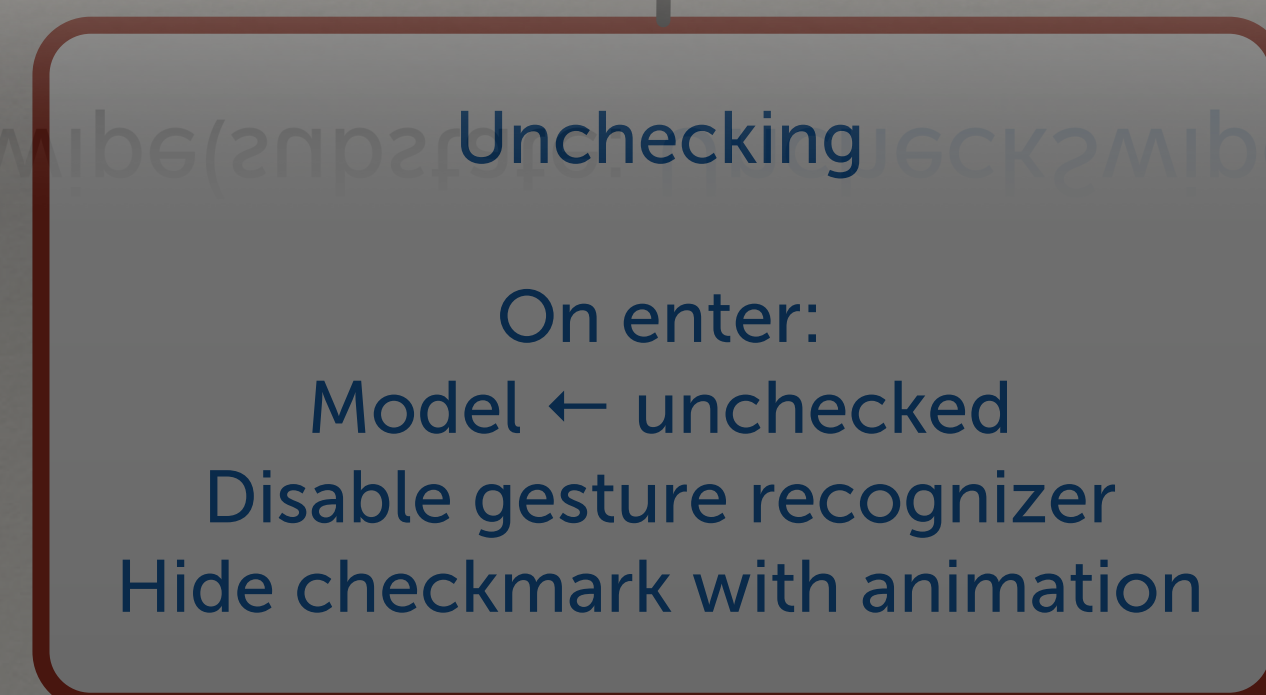 Unchecking
On enter:
Model ← unchecked
Disable gesture recognizer
Hide checkmark with animation